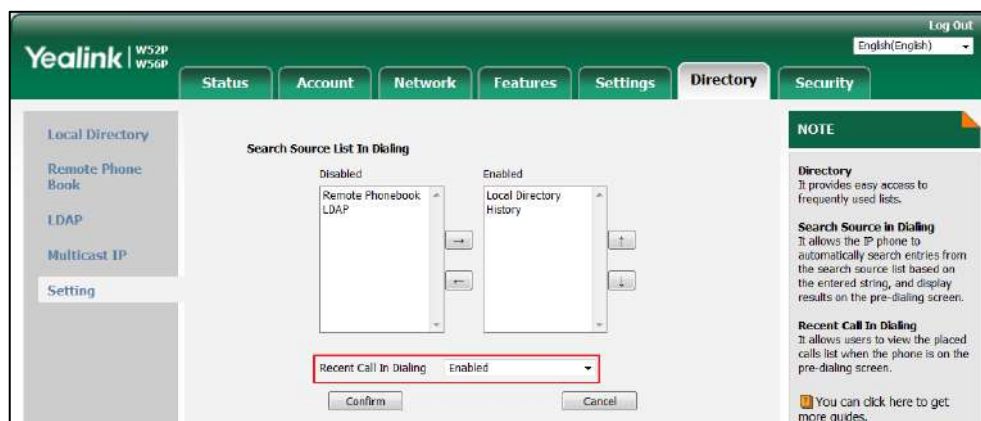 Log Out
Yealink | W52P
W56P
English(English)
Status Account Network Features Settings Directory Security
Local Directory
Remote Phone
Book
LDAP
Multicast IP
Setting
Search Source List In Dialing
Disabled Enabled
Remote Phonebook
LDAP
Local Directory
History
→
←
↑
↓
Recent Call In Dialing Enabled
Confirm Cancel
NOTE
Directory
It provides easy access to
frequently used lists.
Search Source in Dialing
It allows the IP phone to
automatically search entries from
the search source list based on
the entered string, and display
results on the pre-dialing screen.
Recent Call In Dialing
It allows users to view the placed
calls list when the phone is on the
pre-dialing screen.
You can click here to get
more guides.